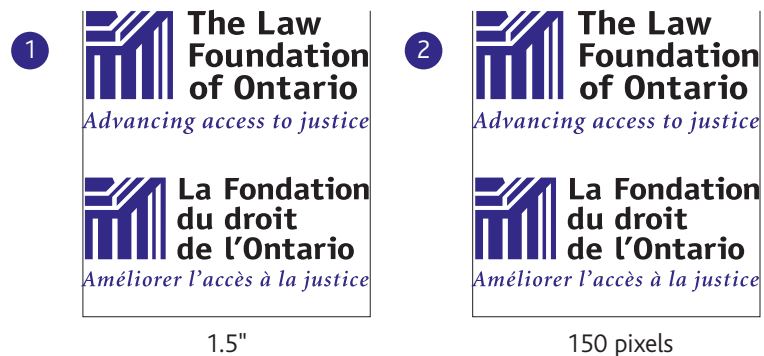 1
The Law
Foundation
of Ontario
Advancing access to justice
La Fondation
du droit
de l’Ontario
Améliorer l’accès à la justice
1.5"
2
The Law
Foundation
of Ontario
Advancing access to justice
La Fondation
du droit
de l’Ontario
Améliorer l’accès à la justice
150 pixels